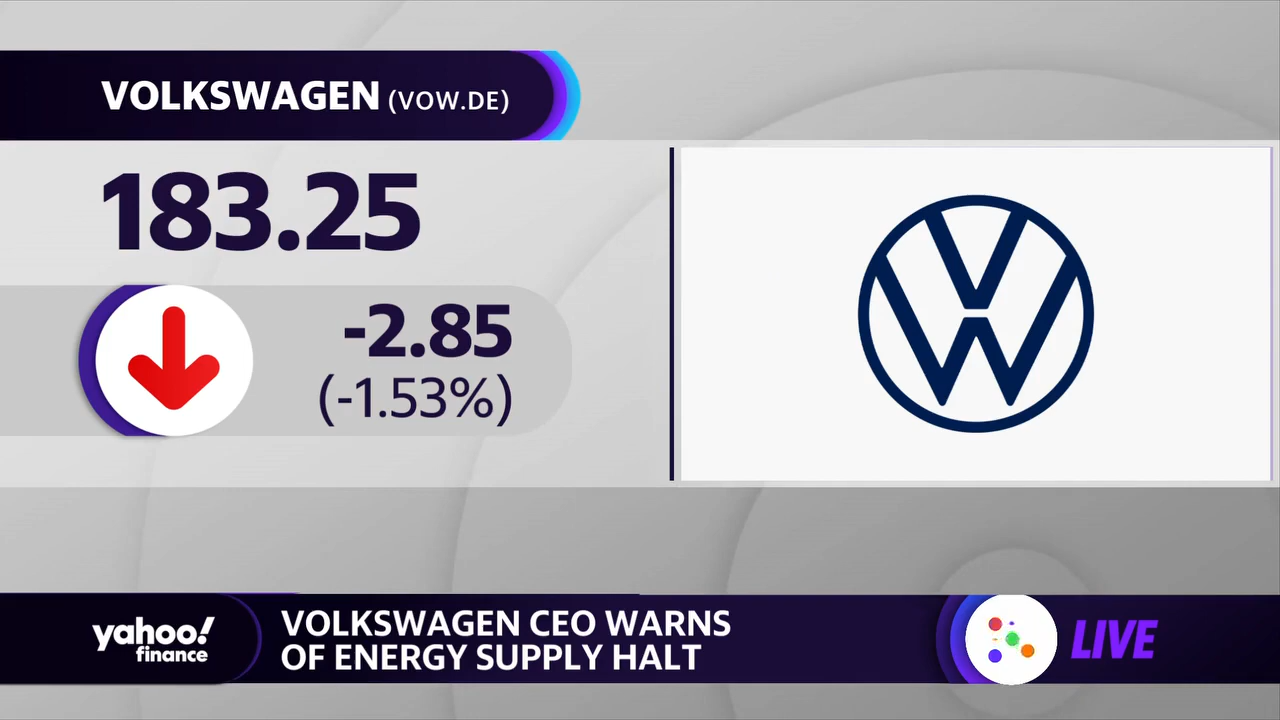 VOLKSWAGEN (VOW.DE)
183.25
-2.85
(-1.53%)
yahoo!
finance
VOLKSWAGEN CEO WARNS
OF ENERGY SUPPLY HALT
LIVE